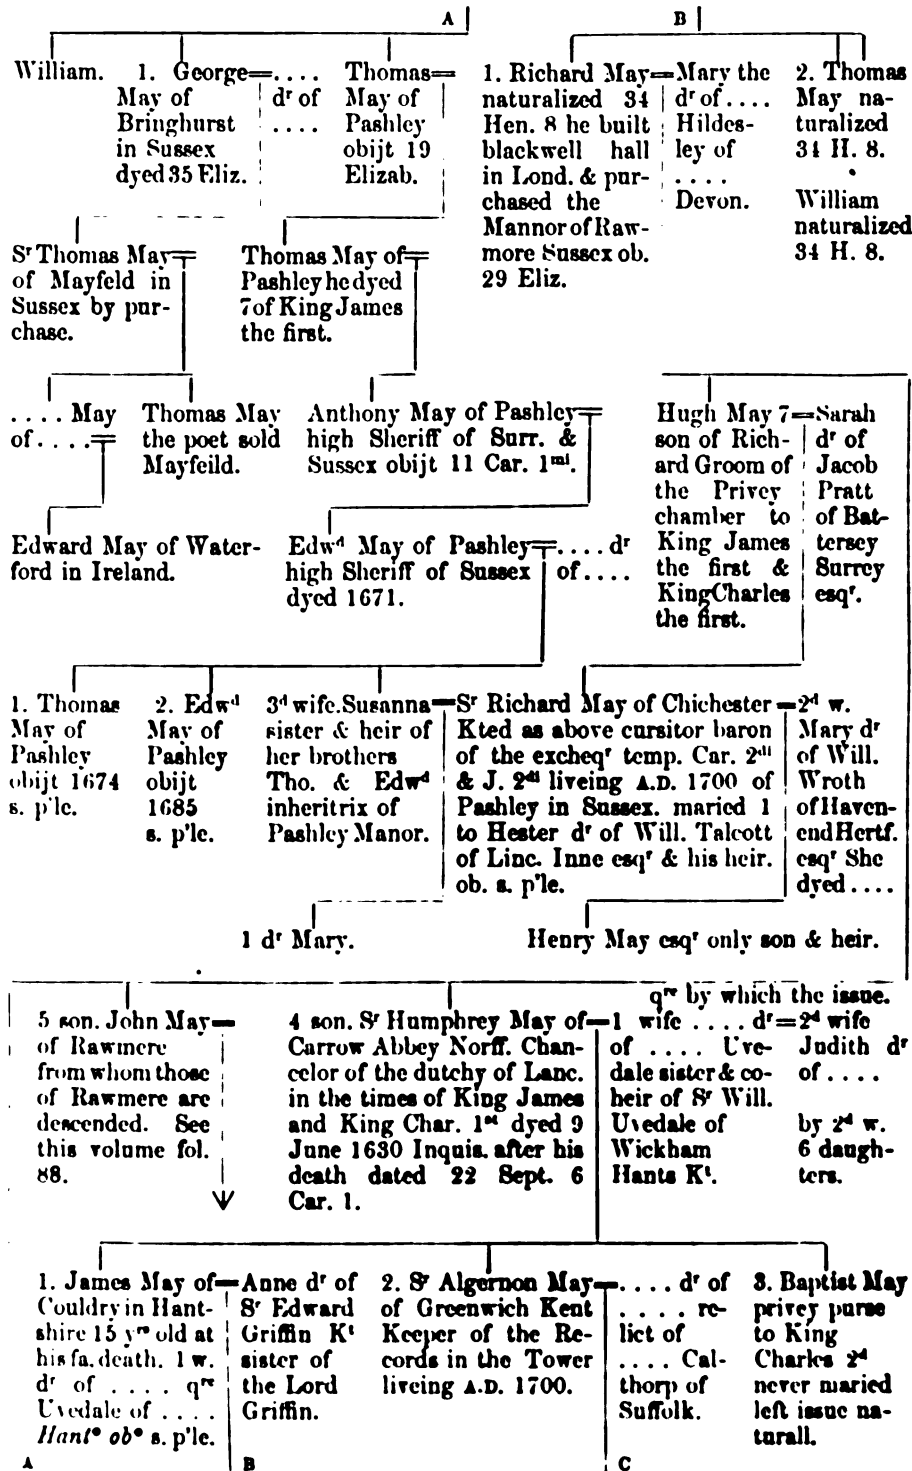 A B
William.
1. George=....
May of
Bringhurst
in Sussex
dyed 35 Eliz.
dʳ of
....
Thomas=
May of
Pashley
obijt 19
Elizab.
1. Richard May=
naturalized 34
Hen. 8 he built
blackwell hall
in Lond. & pur-
chased the
Mannor of Raw-
more Sussex ob.
29 Eliz.
Mary the
dʳ of....
Hildes-
ley of
....
Devon.
2. Thomas
May na-
turalized
34 H. 8.
William
naturalized
34 H. 8.
Sʳ Thomas May=
of Mayfeld in
Sussex by pur-
chase.
Thomas May of=
Pashley he dyed
7 of King James
the first.
.... May
of....=
Thomas May
the poet sold
Mayfeild.
Anthony May of Pashley=
high Sheriff of Surr. &
Sussex obijt 11 Car. 1ᵐⁱ.
Hugh May 7=
son of Rich-
ard Groom of
the Privey
chamber to
King James
the first &
King Charles
the first.
Sarah
dʳ of
Jacob
Pratt
of Bat-
tersey
Surrey
esqʳ.
Edward May of Water-
ford in Ireland.
Edwᵈ May of Pashley=.... dʳ
high Sheriff of Sussex of....
dyed 1671.
1. Thomas
May of
Pashley
obijt 1674
s. p'le.
2. Edwᵈ
May of
Pashley
obijt
1685
s. p'le.
3ᵈ wife. Susanna=
sister & heir of
her brothers
Tho. & Edwᵈ
inheritrix of
Pashley Manor.
Sʳ Richard May of Chichester=
Kted as above cursitor baron
of the excheqʳ temp. Car. 2ᵈⁱ
& J. 2ᵈⁱ liveing A.D. 1700 of
Pashley in Sussex. maried 1
to Hester dʳ of Will. Talcott
of Linc. Inne esqʳ & his heir.
ob. s. p'le.
2ᵈ w.
Mary dʳ
of Will.
Wroth
of Haven-
end Hertf.
esqʳ She
dyed....
1 dʳ Mary.
Henry May esqʳ only son & heir.
qʳᵉ by which the issue.
5 son. John May=
of Rawmere
from whom those
of Rawmere are
descended. See
this volume fol.
88.
4 son. Sʳ Humphrey May of=
Carrow Abbey Norff. Chan-
celor of the dutchy of Lanc.
in the times of King James
and King Char. 1ˢᵗ dyed 9
June 1630 Inquis. after his
death dated 22 Sept. 6
Car. 1.
1 wife .... dʳ=
of .... Uve-
dale sister & co-
heir of Sʳ Will.
Uvedale of
Wickham
Hants Kᵗ.
2ᵈ wife
Judith dʳ
of....
by 2ᵈ w.
6 daugh-
ters.
1. James May of=
Couldry in Hant-
shire 15 yʳˢ old at
his fa. death. 1 w.
dʳ of .... qʳᵉ
Uvedale of ....
Hantᵒ obᵒ s. p'le.
Anne dʳ of
Sʳ Edward
Griffin Kᵗ
sister of
the Lord
Griffin.
2. Sʳ Algernon May=
of Greenwich Kent
Keeper of the Re-
cords in the Tower
liveing A.D. 1700.
.... dʳ of
.... re-
lict of
.... Cal-
thorp of
Suffolk.
3. Baptist May
privey purse
to King
Charles 2ᵈ
never maried
left issue na-
turall.
A B C